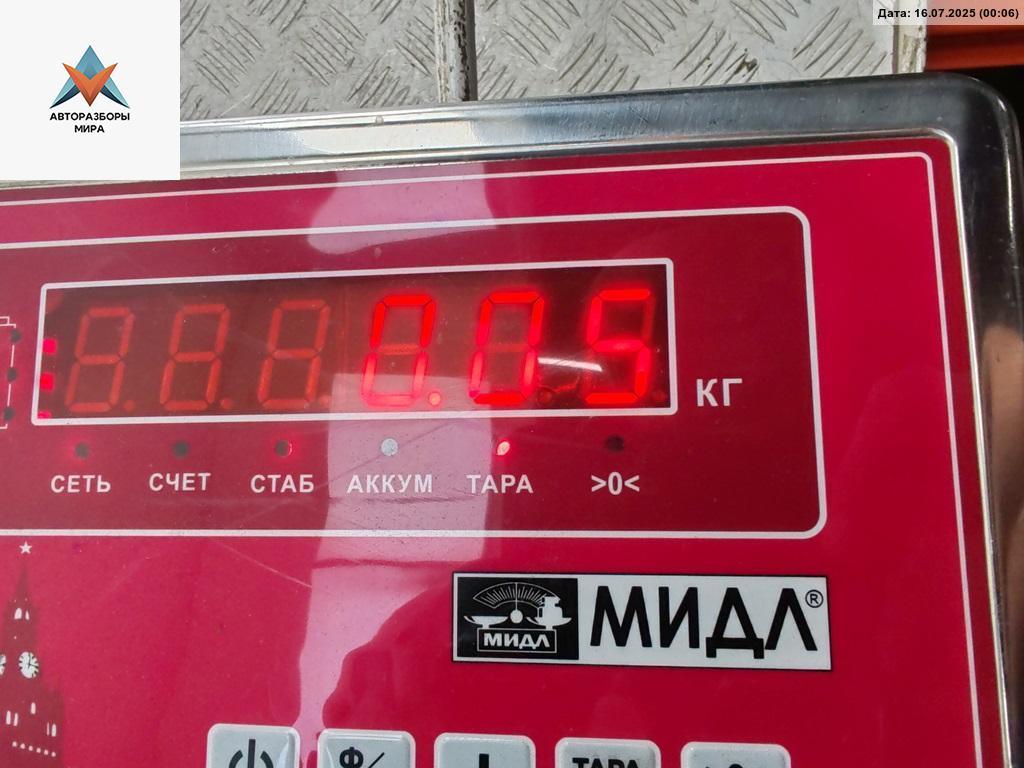 Дата: 16.07.2025 (00:06)
АВТОРАЗБОРЫ
МИРА
0.05
КГ
СЕТЬ СЧЕТ СТАБ АККУМ ТАРА >0<
МИДЛ МИДЛ®
Ф/
ТАРА